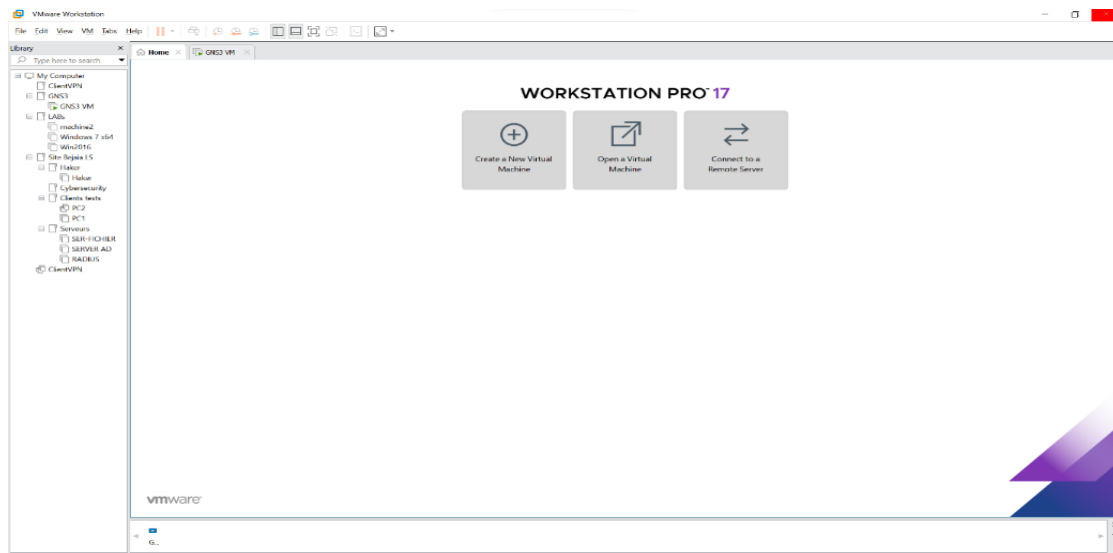 VMware Workstation
File Edit View VM Tabs Help
Library
Type here to search
Home
GNS3 VM
My Computer
ClientVPN
GNS3
GNS3 VM
LABs
machine2
Windows 7 x64
Win2016
Site Bejaia LS
Haker
Haker
Cybersecurity
Clients tests
PC2
PC1
Serveurs
SER-FICHIER
SERVER AD
RADIUS
ClientVPN
WORKSTATION PRO™ 17
Create a New Virtual
Machine
Open a Virtual
Machine
Connect to a
Remote Server
vmware
G...